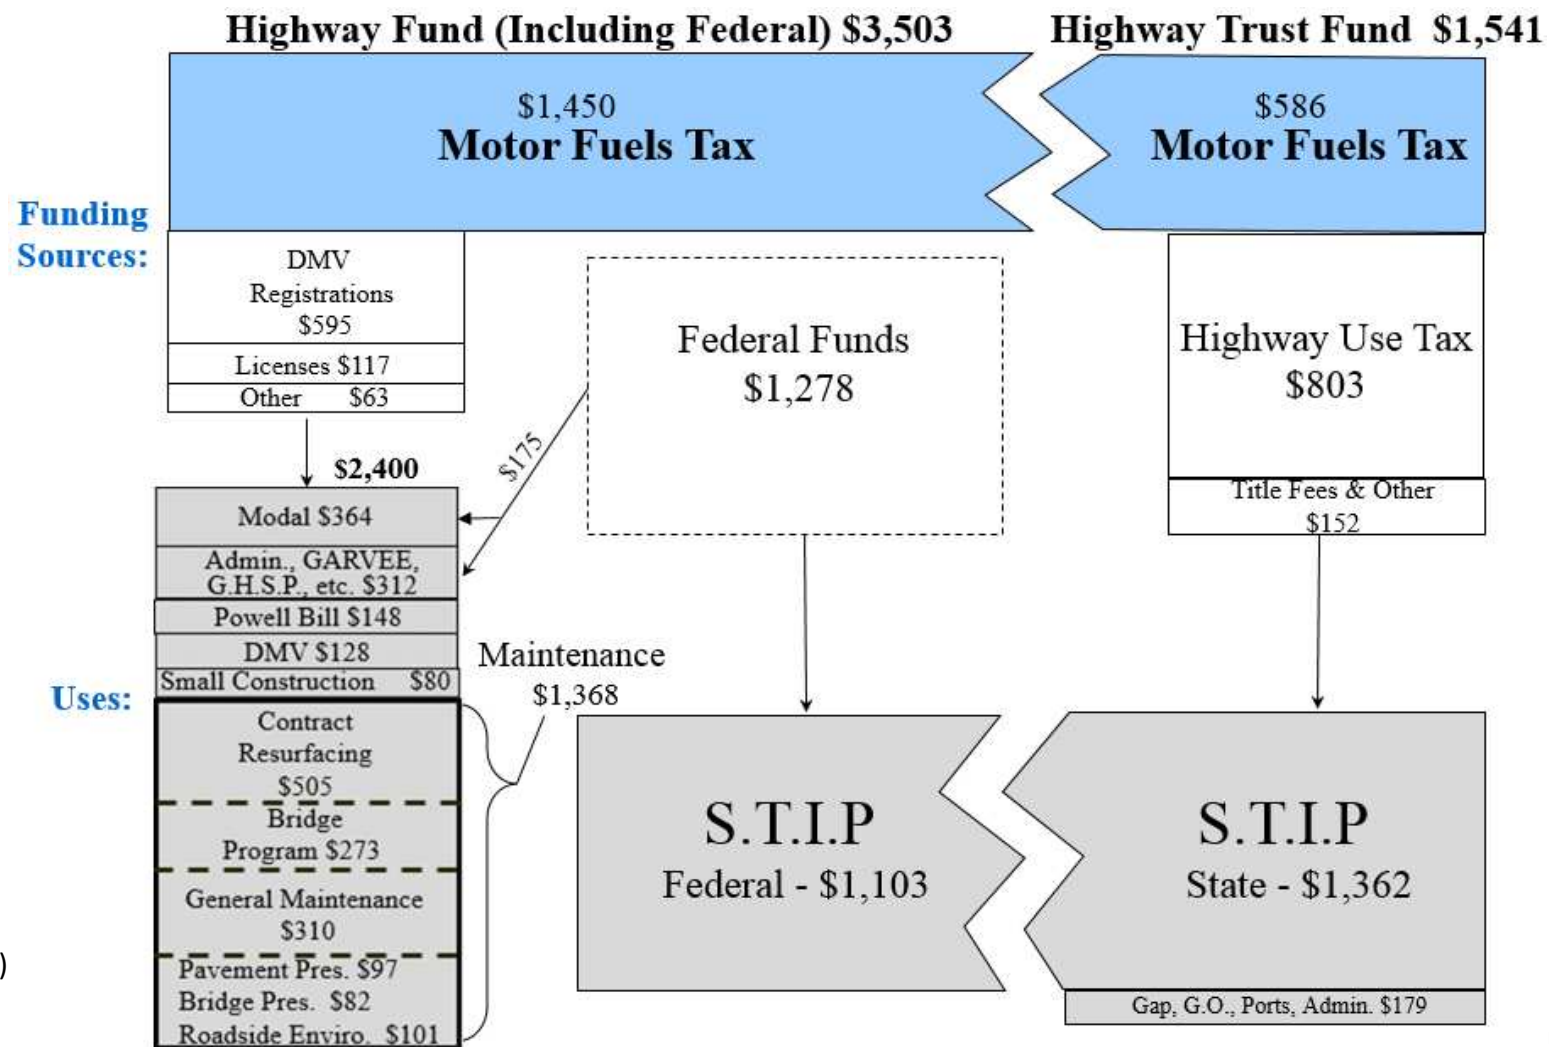 Highway Fund (Including Federal) $3,503
Highway Trust Fund $1,541
$1,450
Motor Fuels Tax
$586
Motor Fuels Tax
Funding
Sources:
DMV
Registrations
$595
Licenses $117
Other $63
Federal Funds
$1,278
Highway Use Tax
$803
Title Fees & Other
$152
$175
$2,400
Uses:
Modal $364
Admin., GARVEE,
G.H.S.P., etc. $312
Powell Bill $148
DMV $128
Small Construction $80
Maintenance
$1,368
Contract
Resurfacing
$505
Bridge
Program $273
General Maintenance
$310
)
Pavement Pres. $97
Bridge Pres. $82
Roadside Enviro. $101
S.T.I.P
Federal - $1,103
S.T.I.P
State - $1,362
Gap, G.O., Ports, Admin. $179